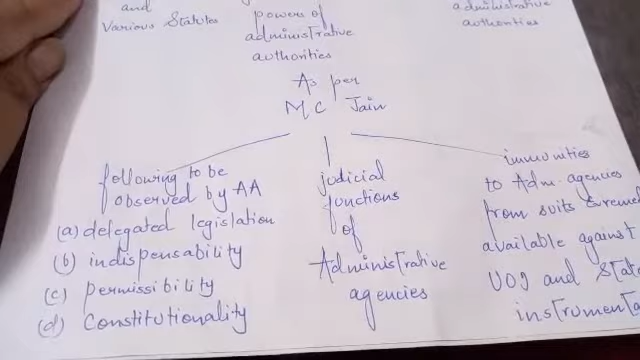 and
Various Statutes
powers of
administrative
authorities
administrative
authorities
As per
M C Jain
following to be
observed by AA
(a) delegated legislation
(b) indispensability
(c) permissibility
(d) Constitutionality
judicial
functions
of
Administrative
agencies
immunities
to Adm. agencies
from suits &
available against
UOI and